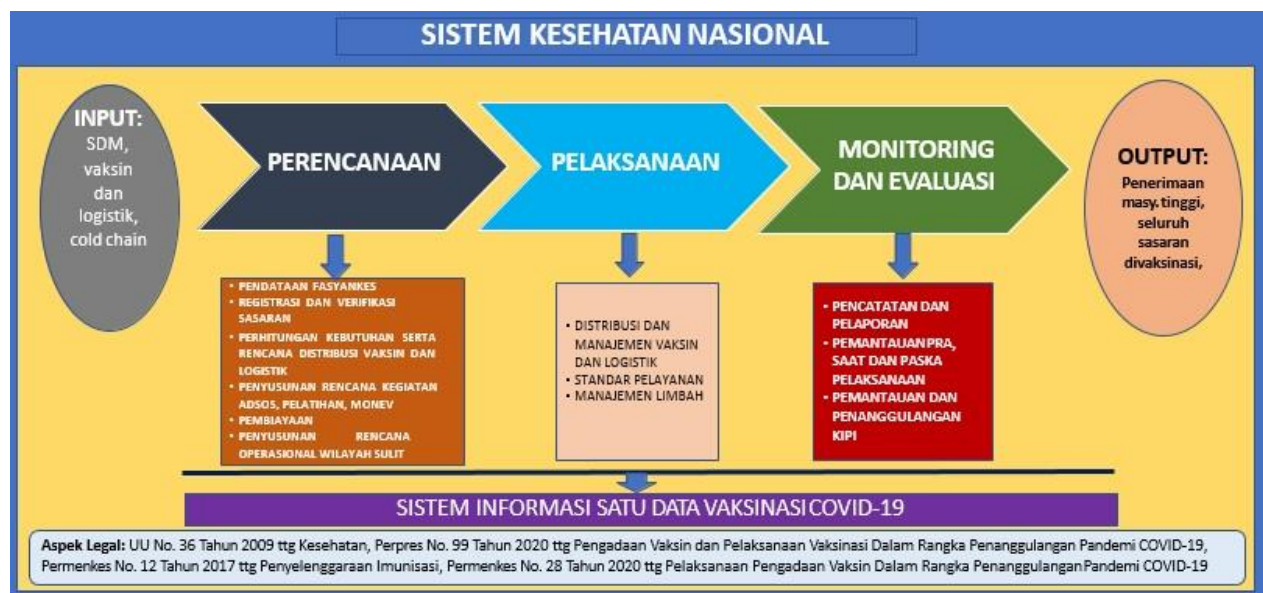 SISTEM KESEHATAN NASIONAL
INPUT:
SDM,
vaksin
dan
logistik,
cold chain
PERENCANAAN
PELAKSANAAN
MONITORING
DAN EVALUASI
OUTPUT:
Penerimaan
masy. tinggi,
seluruh
sasaran
divaksinasi,
• PENDATAAN FASYANKES
• REGISTRASI DAN VERIFIKASI
SASARAN
• PERHITUNGAN KEBUTUHAN SERTA
RENCANA DISTRIBUSI VAKSIN DAN
LOGISTIK
• PENYUSUNAN RENCANA KEGIATAN
ADSOS, PELATIHAN, MONEV
• PEMBIAYAAN
• PENYUSUNAN RENCANA
OPERASIONAL WILAYAH SULIT
• DISTRIBUSI DAN
MANAJEMEN VAKSIN
DAN LOGISTIK
• STANDAR PELAYANAN
• MANAJEMEN LIMBAH
• PENCATATAN DAN
PELAPORAN
• PEMANTAUAN PRA,
SAAT DAN PASKA
PELAKSANAAN
• PEMANTAUAN DAN
PENANGGULANGAN
KIPI
SISTEM INFORMASI SATU DATA VAKSINASI COVID-19
Aspek Legal: UU No. 36 Tahun 2009 ttg Kesehatan, Perpres No. 99 Tahun 2020 ttg Pengadaan Vaksin dan Pelaksanaan Vaksinasi Dalam Rangka Penanggulangan Pandemi COVID-19,
Permenkes No. 12 Tahun 2017 ttg Penyelenggaraan Imunisasi, Permenkes No. 28 Tahun 2020 ttg Pelaksanaan Pengadaan Vaksin Dalam Rangka Penanggulangan Pandemi COVID-19